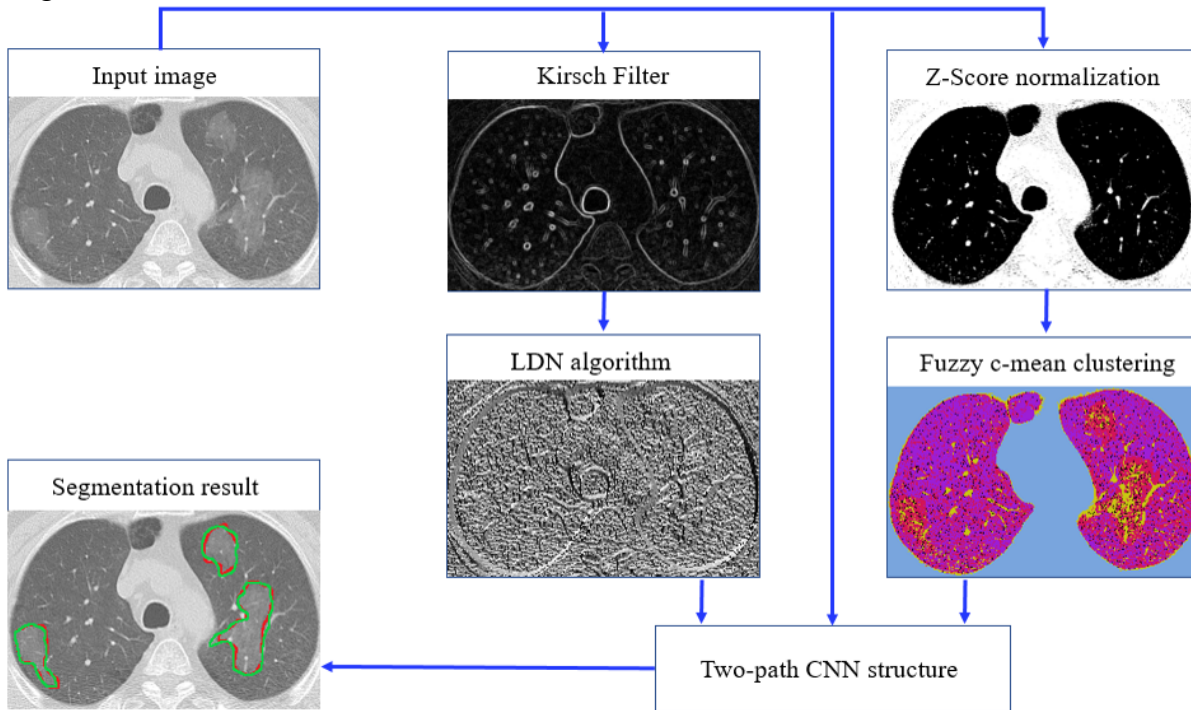 Input image
Kirsch Filter
Z-Score normalization
LDN algorithm
Fuzzy c-mean clustering
Segmentation result
Two-path CNN structure